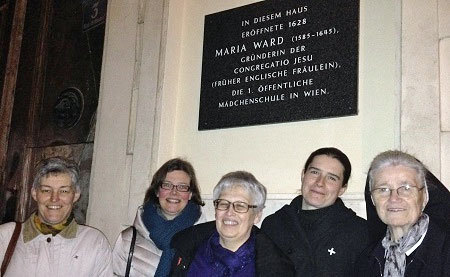 3
IN DIESEM HAUS
ERÖFFNETE 1628
MARIA WARD (1585-1645),
GRÜNDERIN DER
CONGREGATIO JESU
(FRÜHER ENGLISCHE FRÄULEIN),
DIE 1. ÖFFENTLICHE
MÄDCHENSCHULE IN WIEN.